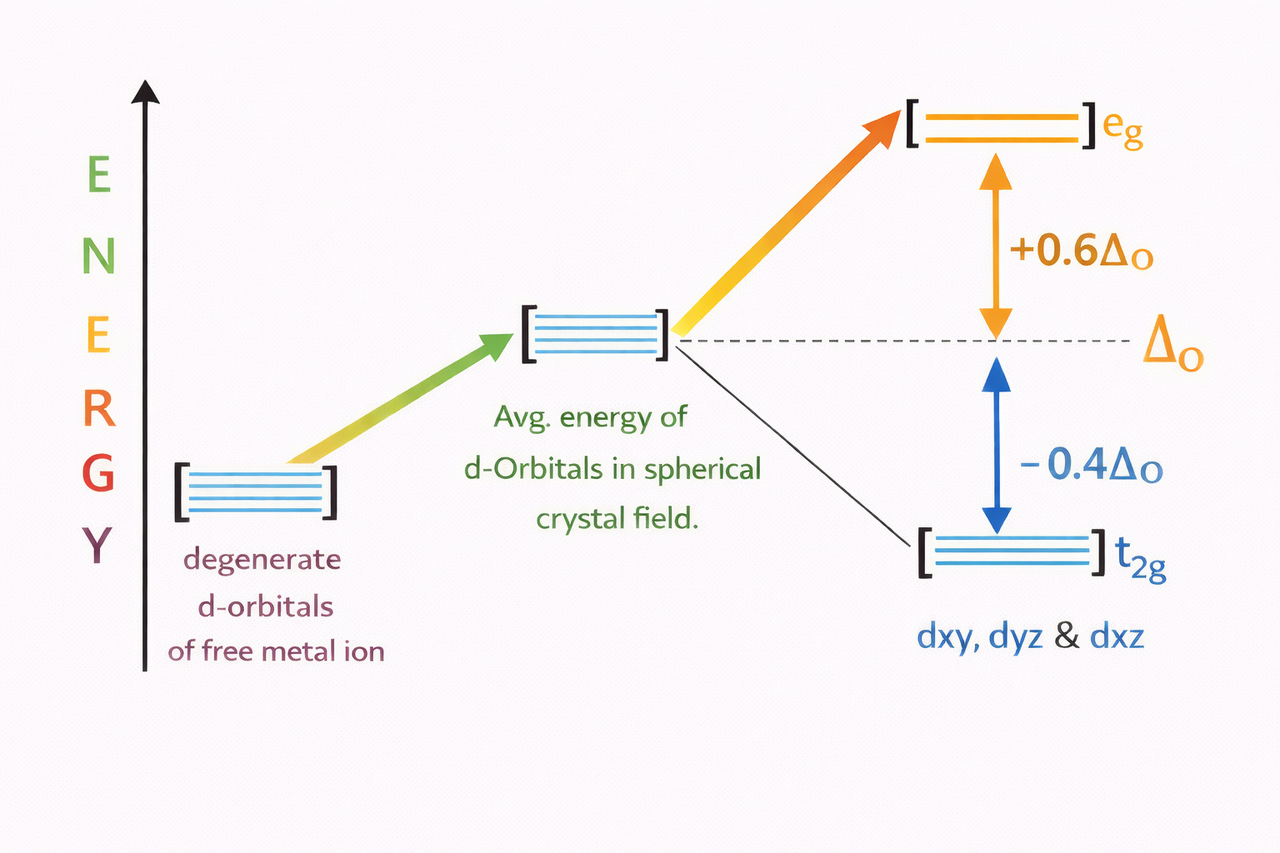 E
N
E
R
G
Y
degenerate
d-orbitals
of free metal ion
Avg. energy of
d-Orbitals in spherical
crystal field.
e₉
+0.6Δₒ
Δₒ
−0.4Δₒ
t₂g
dxy, dyz & dxz